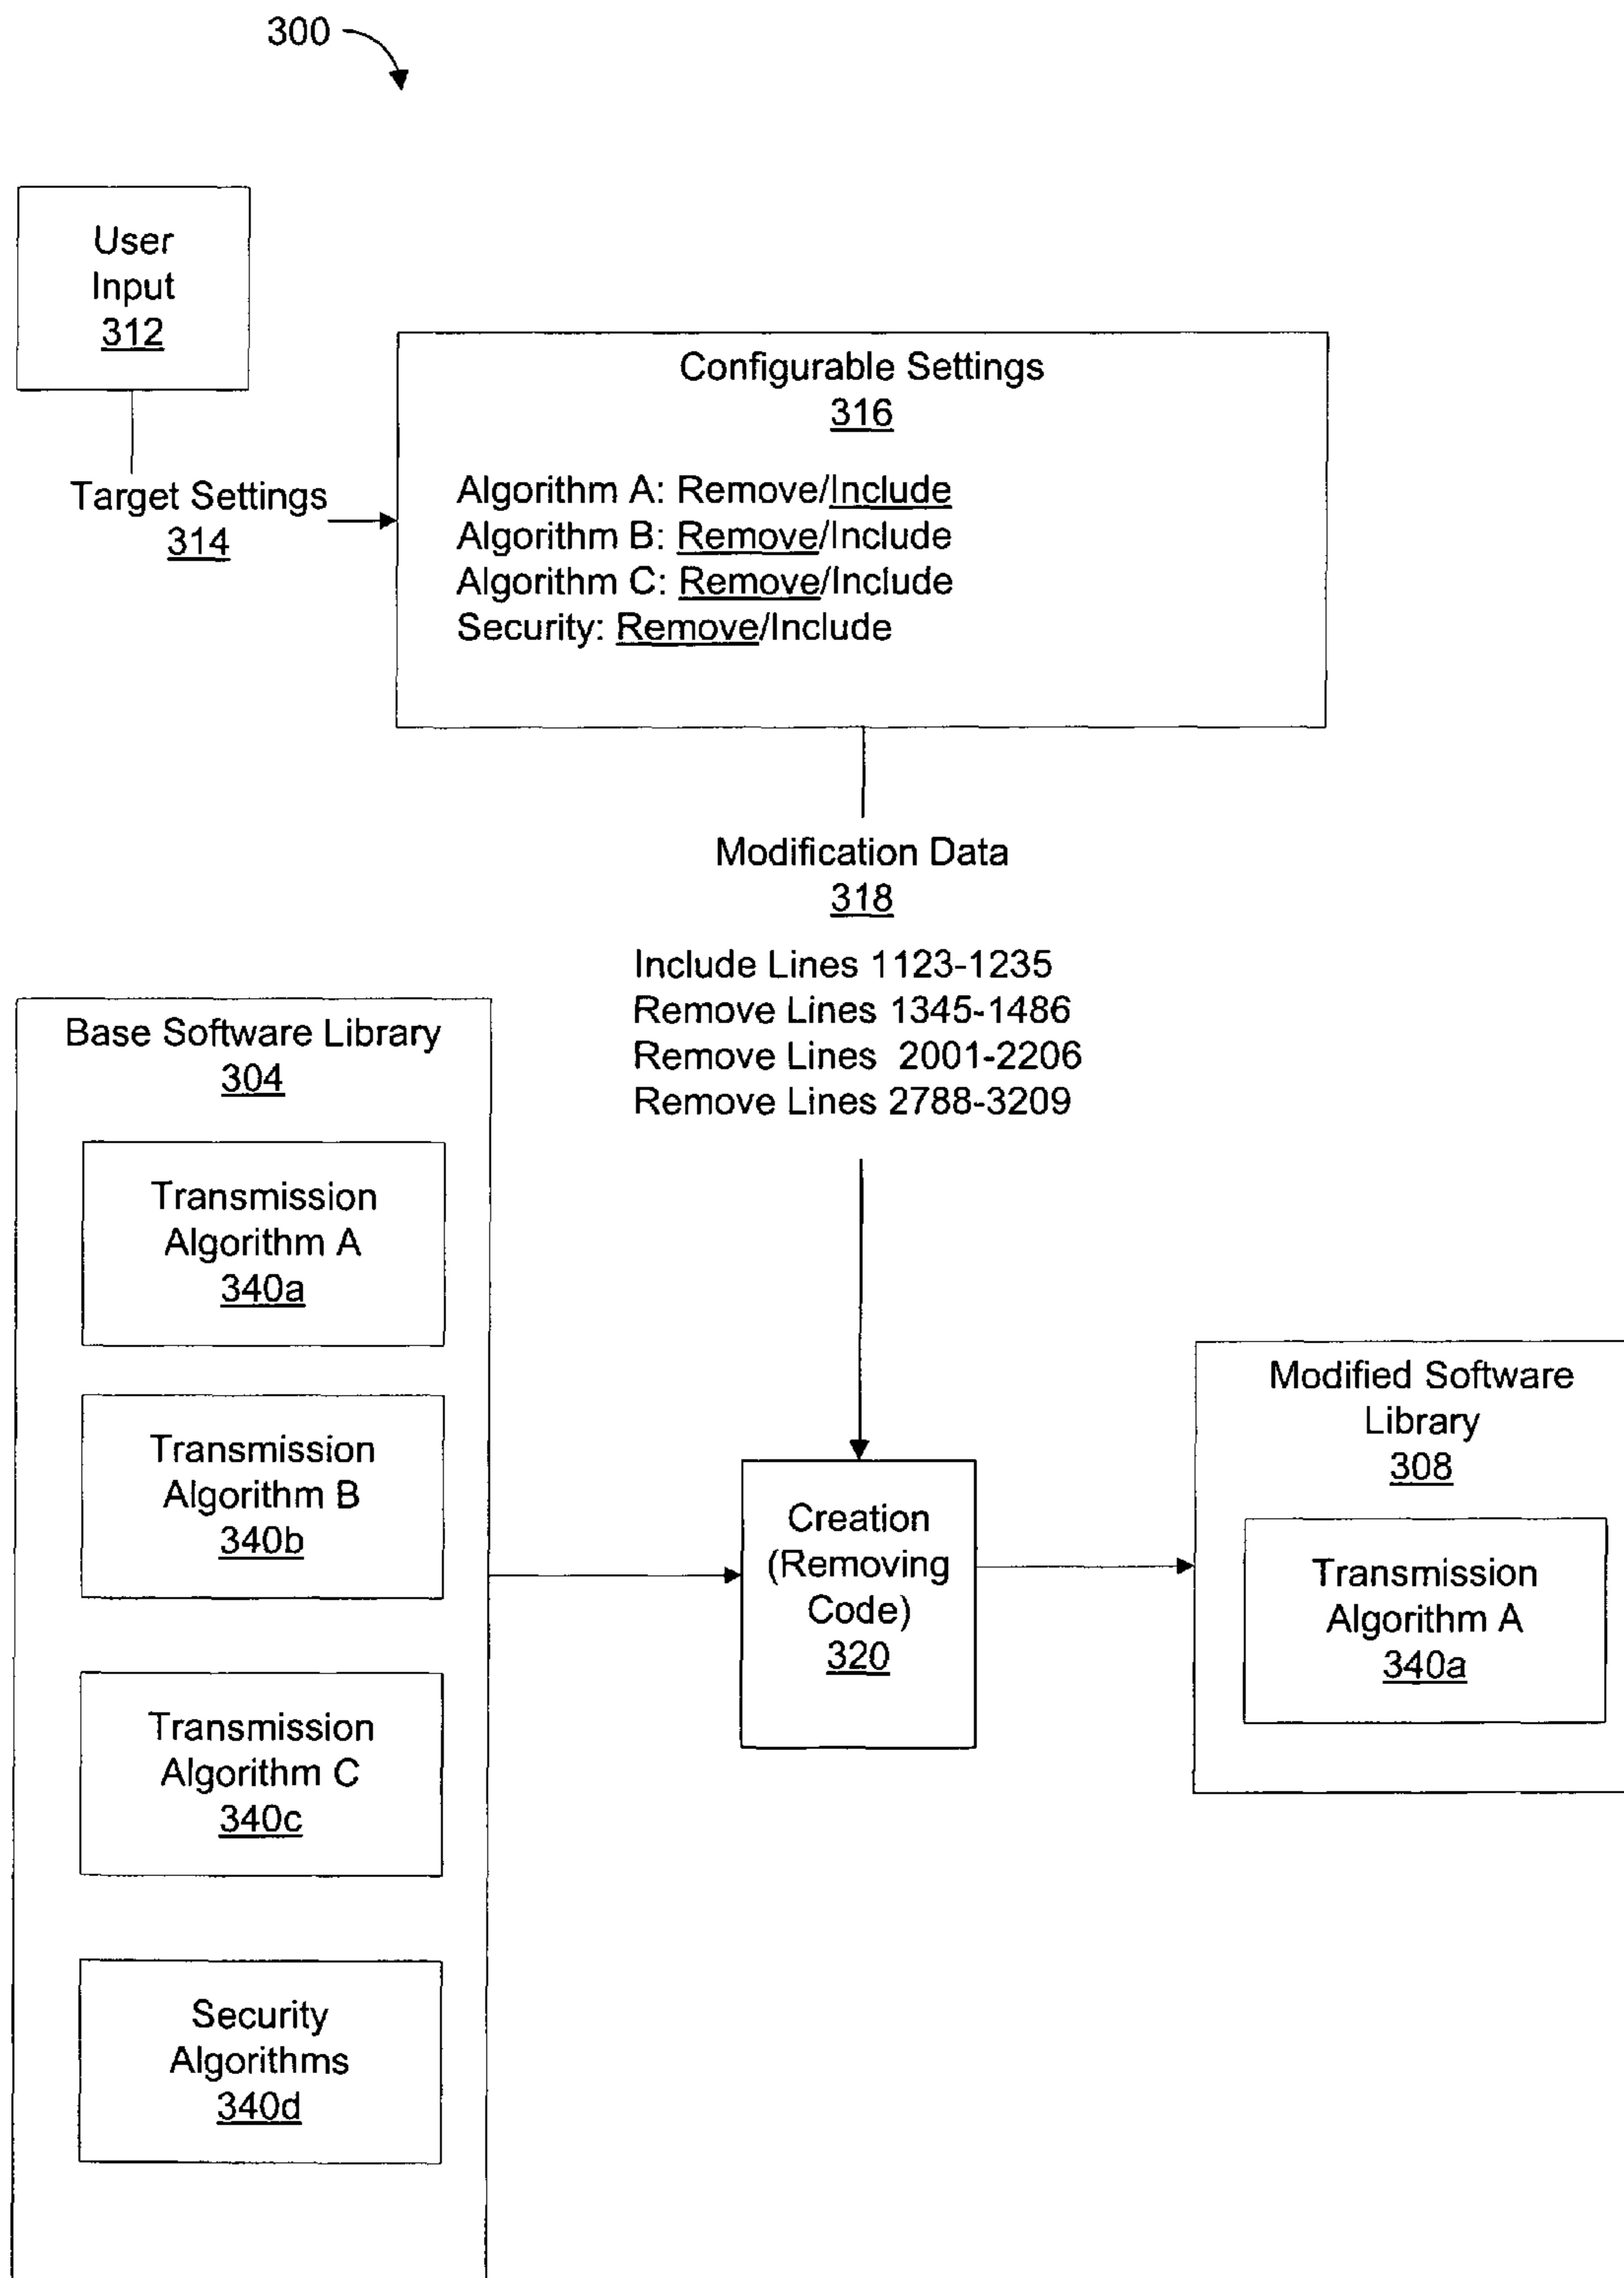 300
User
Input
312
Target Settings
314
Configurable Settings
316
Algorithm A: Remove/Include
Algorithm B: Remove/Include
Algorithm C: Remove/Include
Security: Remove/Include
Modification Data
318
Include Lines 1123-1235
Remove Lines 1345-1486
Remove Lines 2001-2206
Remove Lines 2788-3209
Base Software Library
304
Transmission
Algorithm A
340a
Transmission
Algorithm B
340b
Transmission
Algorithm C
340c
Security
Algorithms
340d
Creation
(Removing
Code)
320
Modified Software
Library
308
Transmission
Algorithm A
340a